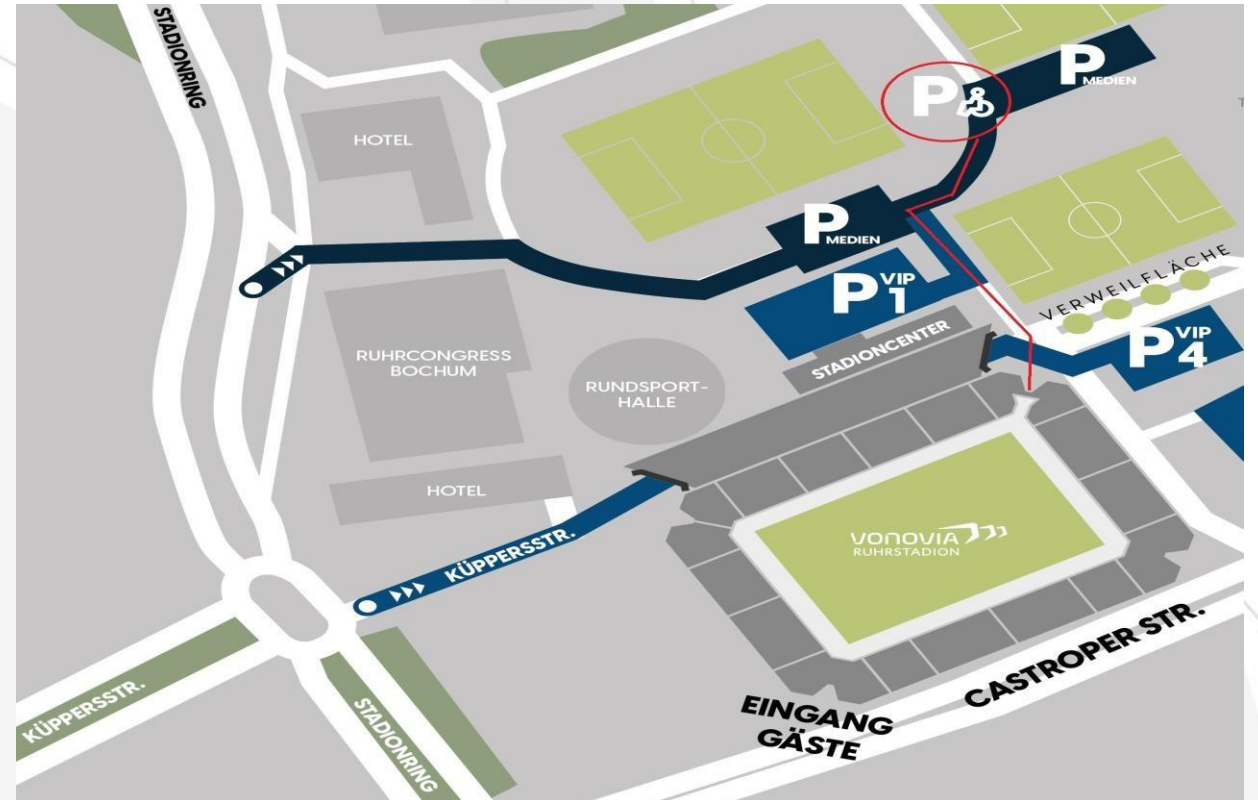 STADIONRING
HOTEL
P
MEDIEN
P
P
MEDIEN
P VIP
1
VERWEILFLÄCHE
P VIP
4
STADIONCENTER
RUHRCONGRESS
BOCHUM
RUNDSPORT-
HALLE
HOTEL
KÜPPERSSTR.
VONOVIA
RUHRSTADION
CASTROPER STR.
EINGANG
GÄSTE
KÜPPERSSTR.
STADIONRING